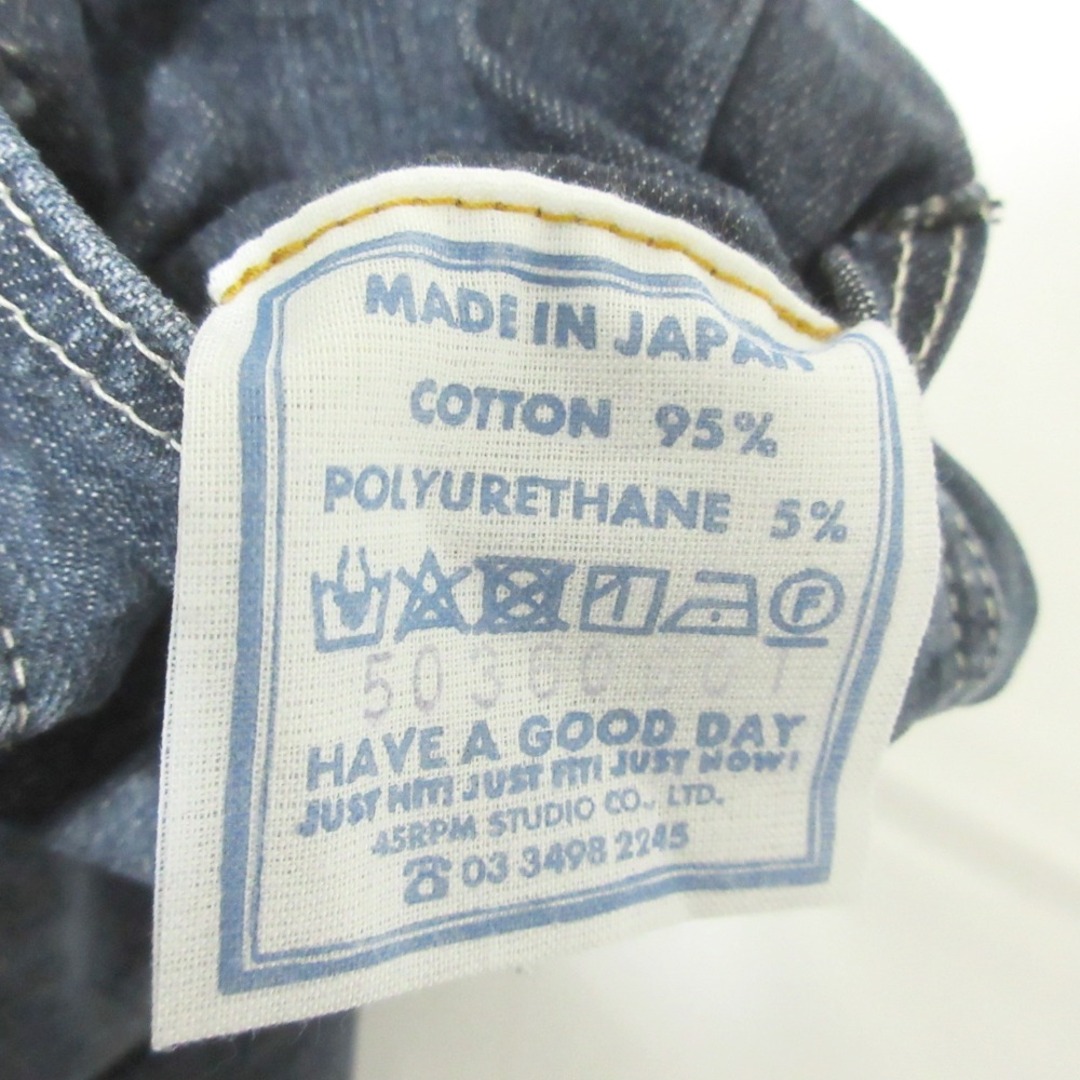 MADE IN JAPAN
COTTON 95%
POLYURETHANE 5%
1 F
HAVE A GOOD DAY
JUST HIT! JUST FIT! JUST NOW!
45RPM STUDIO CO., LTD.
☎ 03 3498 2245